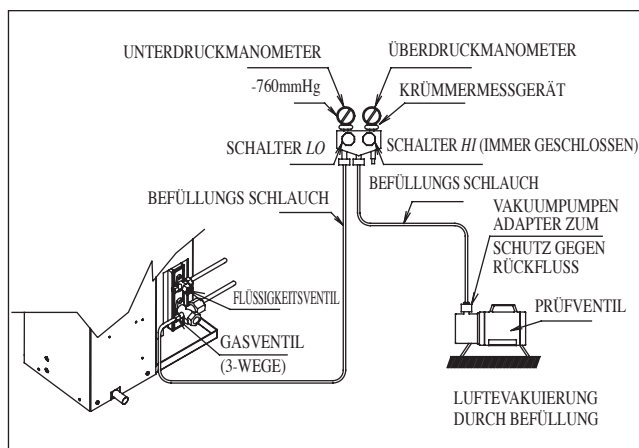 UNTERDRUCKMANOMETER
ÜBERDRUCKMANOMETER
-760mmHg
KRÜMMERMESSGERÄT
SCHALTER LO
SCHALTER HI (IMMER GESCHLOSSEN)
BEFÜLLUNGS SCHLAUCH
BEFÜLLUNGS SCHLAUCH
VAKUUMPUMPEN
ADAPTER ZUM
SCHUTZ GEGEN
RÜCKFLUSS
FLÜSSIGKEITSVENTIL
PRÜFVENTIL
GASVENTIL
(3-WEGE)
LUFTEVAKUIERUNG
DURCH BEFÜLLUNG